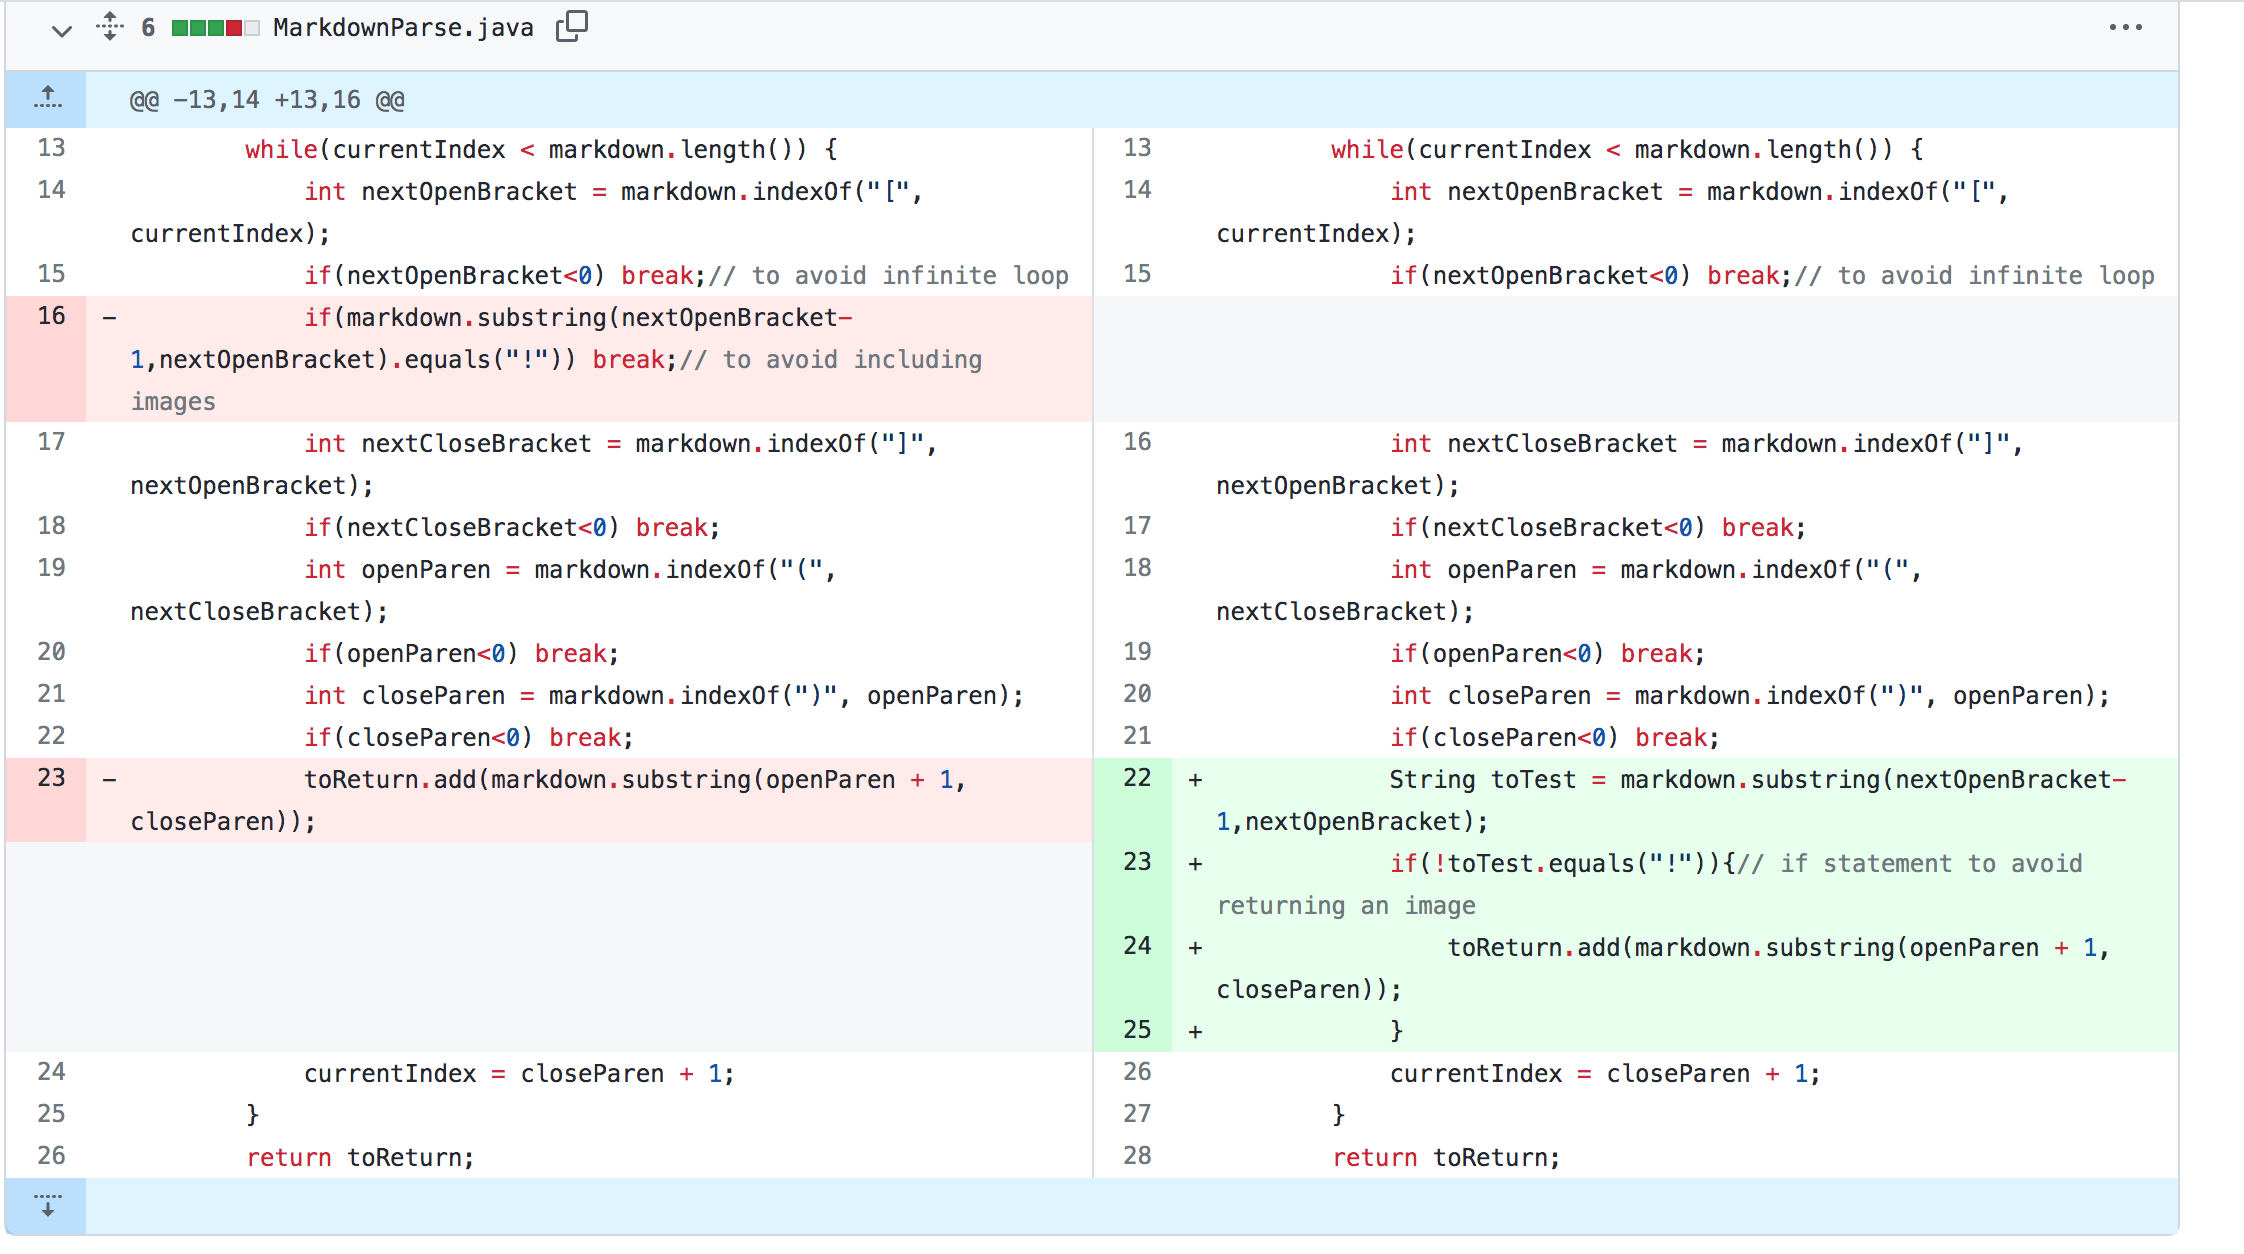 6 MarkdownParse.java
@@ -13,14 +13,16 @@
13 while(currentIndex < markdown.length()) {
14 int nextOpenBracket = markdown.indexOf("[",
currentIndex);
15 if(nextOpenBracket<0) break;// to avoid infinite loop
16 - if(markdown.substring(nextOpenBracket-
1,nextOpenBracket).equals("!")) break;// to avoid including
images
17 int nextCloseBracket = markdown.indexOf("]",
nextOpenBracket);
18 if(nextCloseBracket<0) break;
19 int openParen = markdown.indexOf("(",
nextCloseBracket);
20 if(openParen<0) break;
21 int closeParen = markdown.indexOf(")", openParen);
22 if(closeParen<0) break;
23 - toReturn.add(markdown.substring(openParen + 1,
closeParen));
24 currentIndex = closeParen + 1;
25 }
26 return toReturn;
13 while(currentIndex < markdown.length()) {
14 int nextOpenBracket = markdown.indexOf("[",
currentIndex);
15 if(nextOpenBracket<0) break;// to avoid infinite loop
16 int nextCloseBracket = markdown.indexOf("]",
nextOpenBracket);
17 if(nextCloseBracket<0) break;
18 int openParen = markdown.indexOf("(",
nextCloseBracket);
19 if(openParen<0) break;
20 int closeParen = markdown.indexOf(")", openParen);
21 if(closeParen<0) break;
22 + String toTest = markdown.substring(nextOpenBracket-
1,nextOpenBracket);
23 + if(!toTest.equals("!")){// if statement to avoid
returning an image
24 + toReturn.add(markdown.substring(openParen + 1,
closeParen));
25 + }
26 currentIndex = closeParen + 1;
27 }
28 return toReturn;